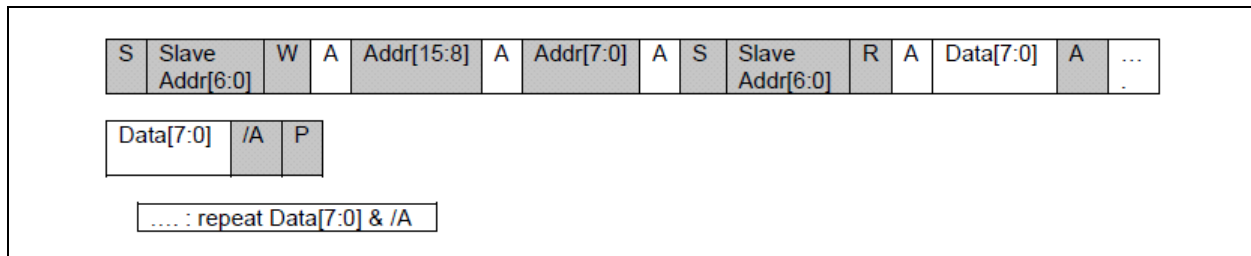 S Slave W A Addr[15:8] A Addr[7:0] A S Slave R A Data[7:0] A ...
Addr[6:0] Addr[6:0] .
Data[7:0] /A P
.... : repeat Data[7:0] & /A